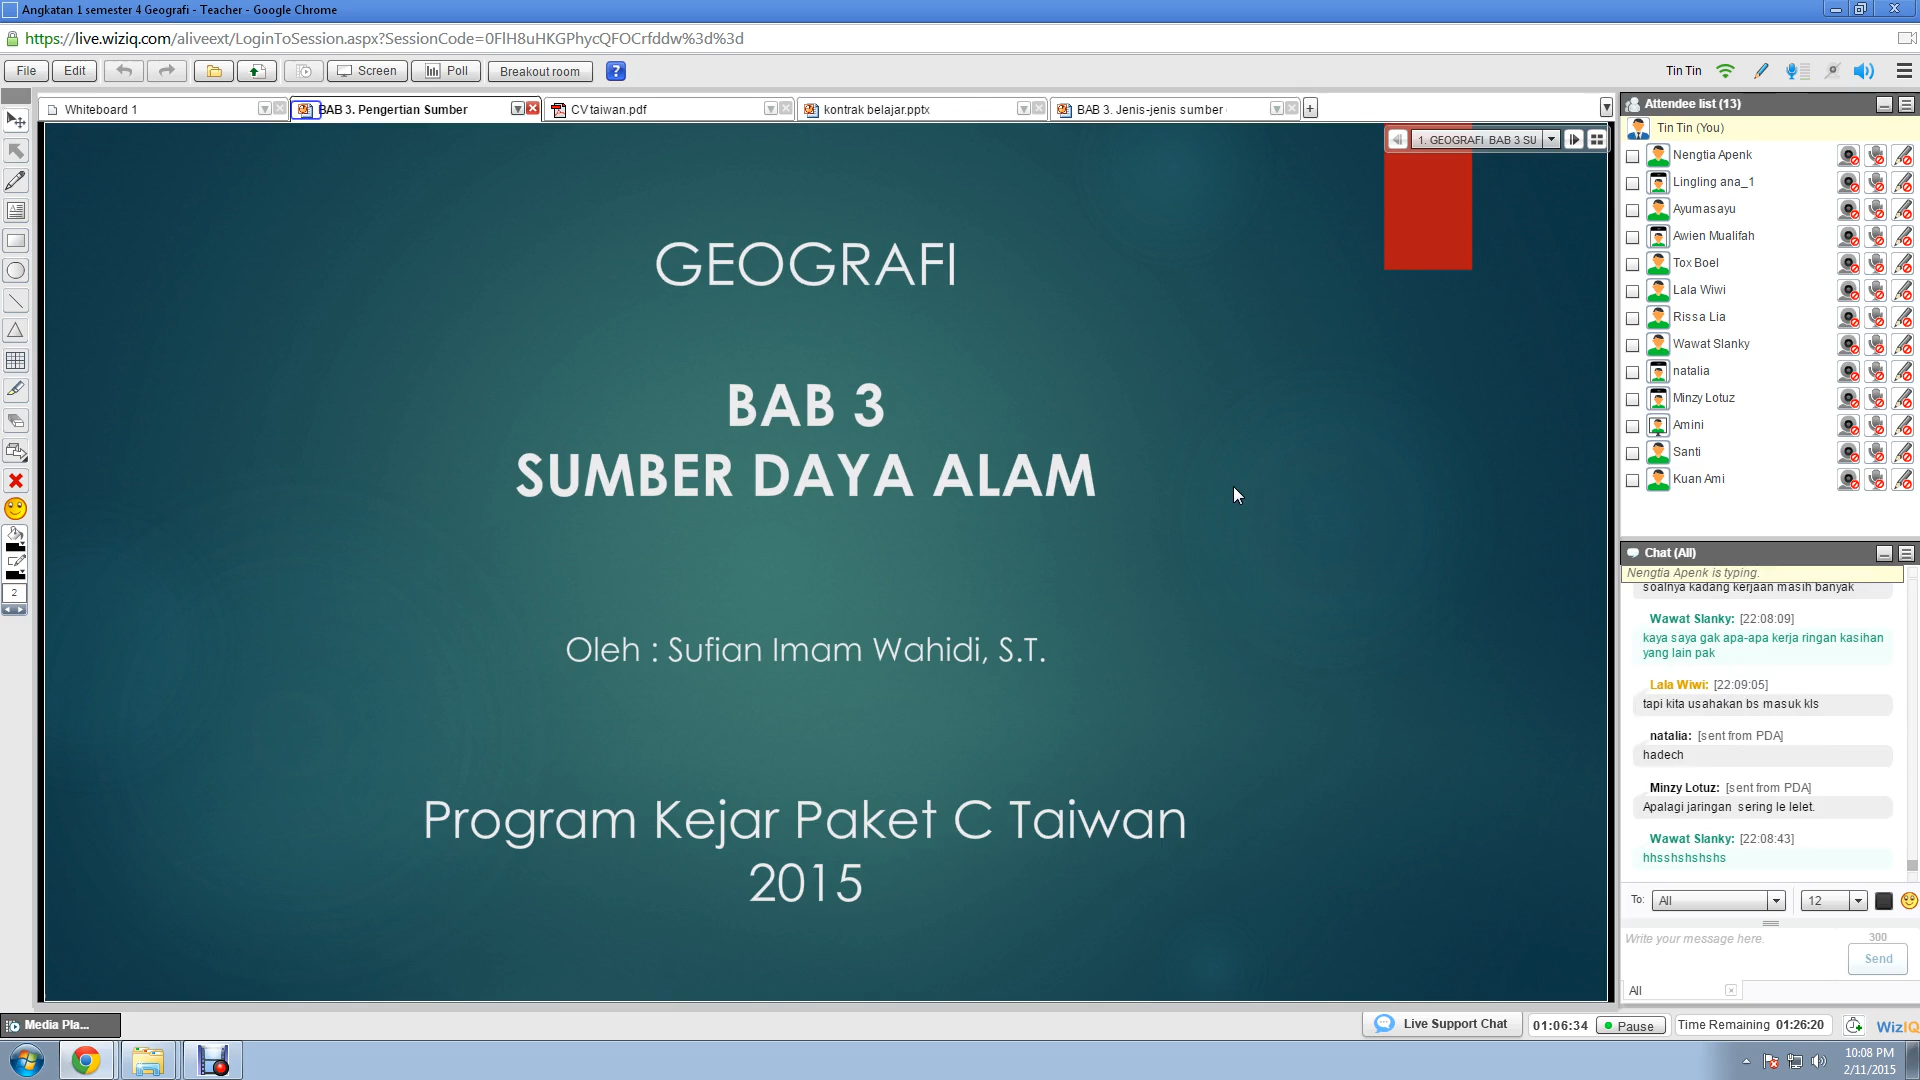 Angkatan 1 semester 4 Geografi - Teacher - Google Chrome
https://live.wiziq.com/aliveext/LoginToSession.aspx?SessionCode=0FlH8uHKGPhycQFOCrfddw%3d%3d
File Edit Screen Poll Breakout room ? Tin Tin
Whiteboard 1
BAB 3. Pengertian Sumber
CV taiwan.pdf
kontrak belajar.pptx
BAB 3. Jenis-jenis sumber
1. GEOGRAFI BAB 3 SU
GEOGRAFI
BAB 3
SUMBER DAYA ALAM
Oleh : Sufian Imam Wahidi, S.T.
Program Kejar Paket C Taiwan
2015
2
Attendee list (13)
Tin Tin (You)
Nengtia Apenk
Lingling ana_1
Ayumasayu
Awien Mualifah
Tox Boel
Lala Wiwi
Rissa Lia
Wawat Slanky
natalia
Minzy Lotuz
Amini
Santi
Kuan Ami
Chat (All)
Nengtia Apenk is typing.
soalnya kadang kerjaan masih banyak
Wawat Slanky: [22:08:09]
kaya saya gak apa-apa kerja ringan kasihan
yang lain pak
Lala Wiwi: [22:09:05]
tapi kita usahakan bs masuk kls
natalia: [sent from PDA]
hadech
Minzy Lotuz: [sent from PDA]
Apalagi jaringan sering le lelet.
Wawat Slanky: [22:08:43]
hhsshshshshs
To: All 12
Write your message here. 300
Send
All
Media Pla...
Live Support Chat 01:06:34 Pause Time Remaining 01:26:20 WizIQ
10:08 PM
2/11/2015